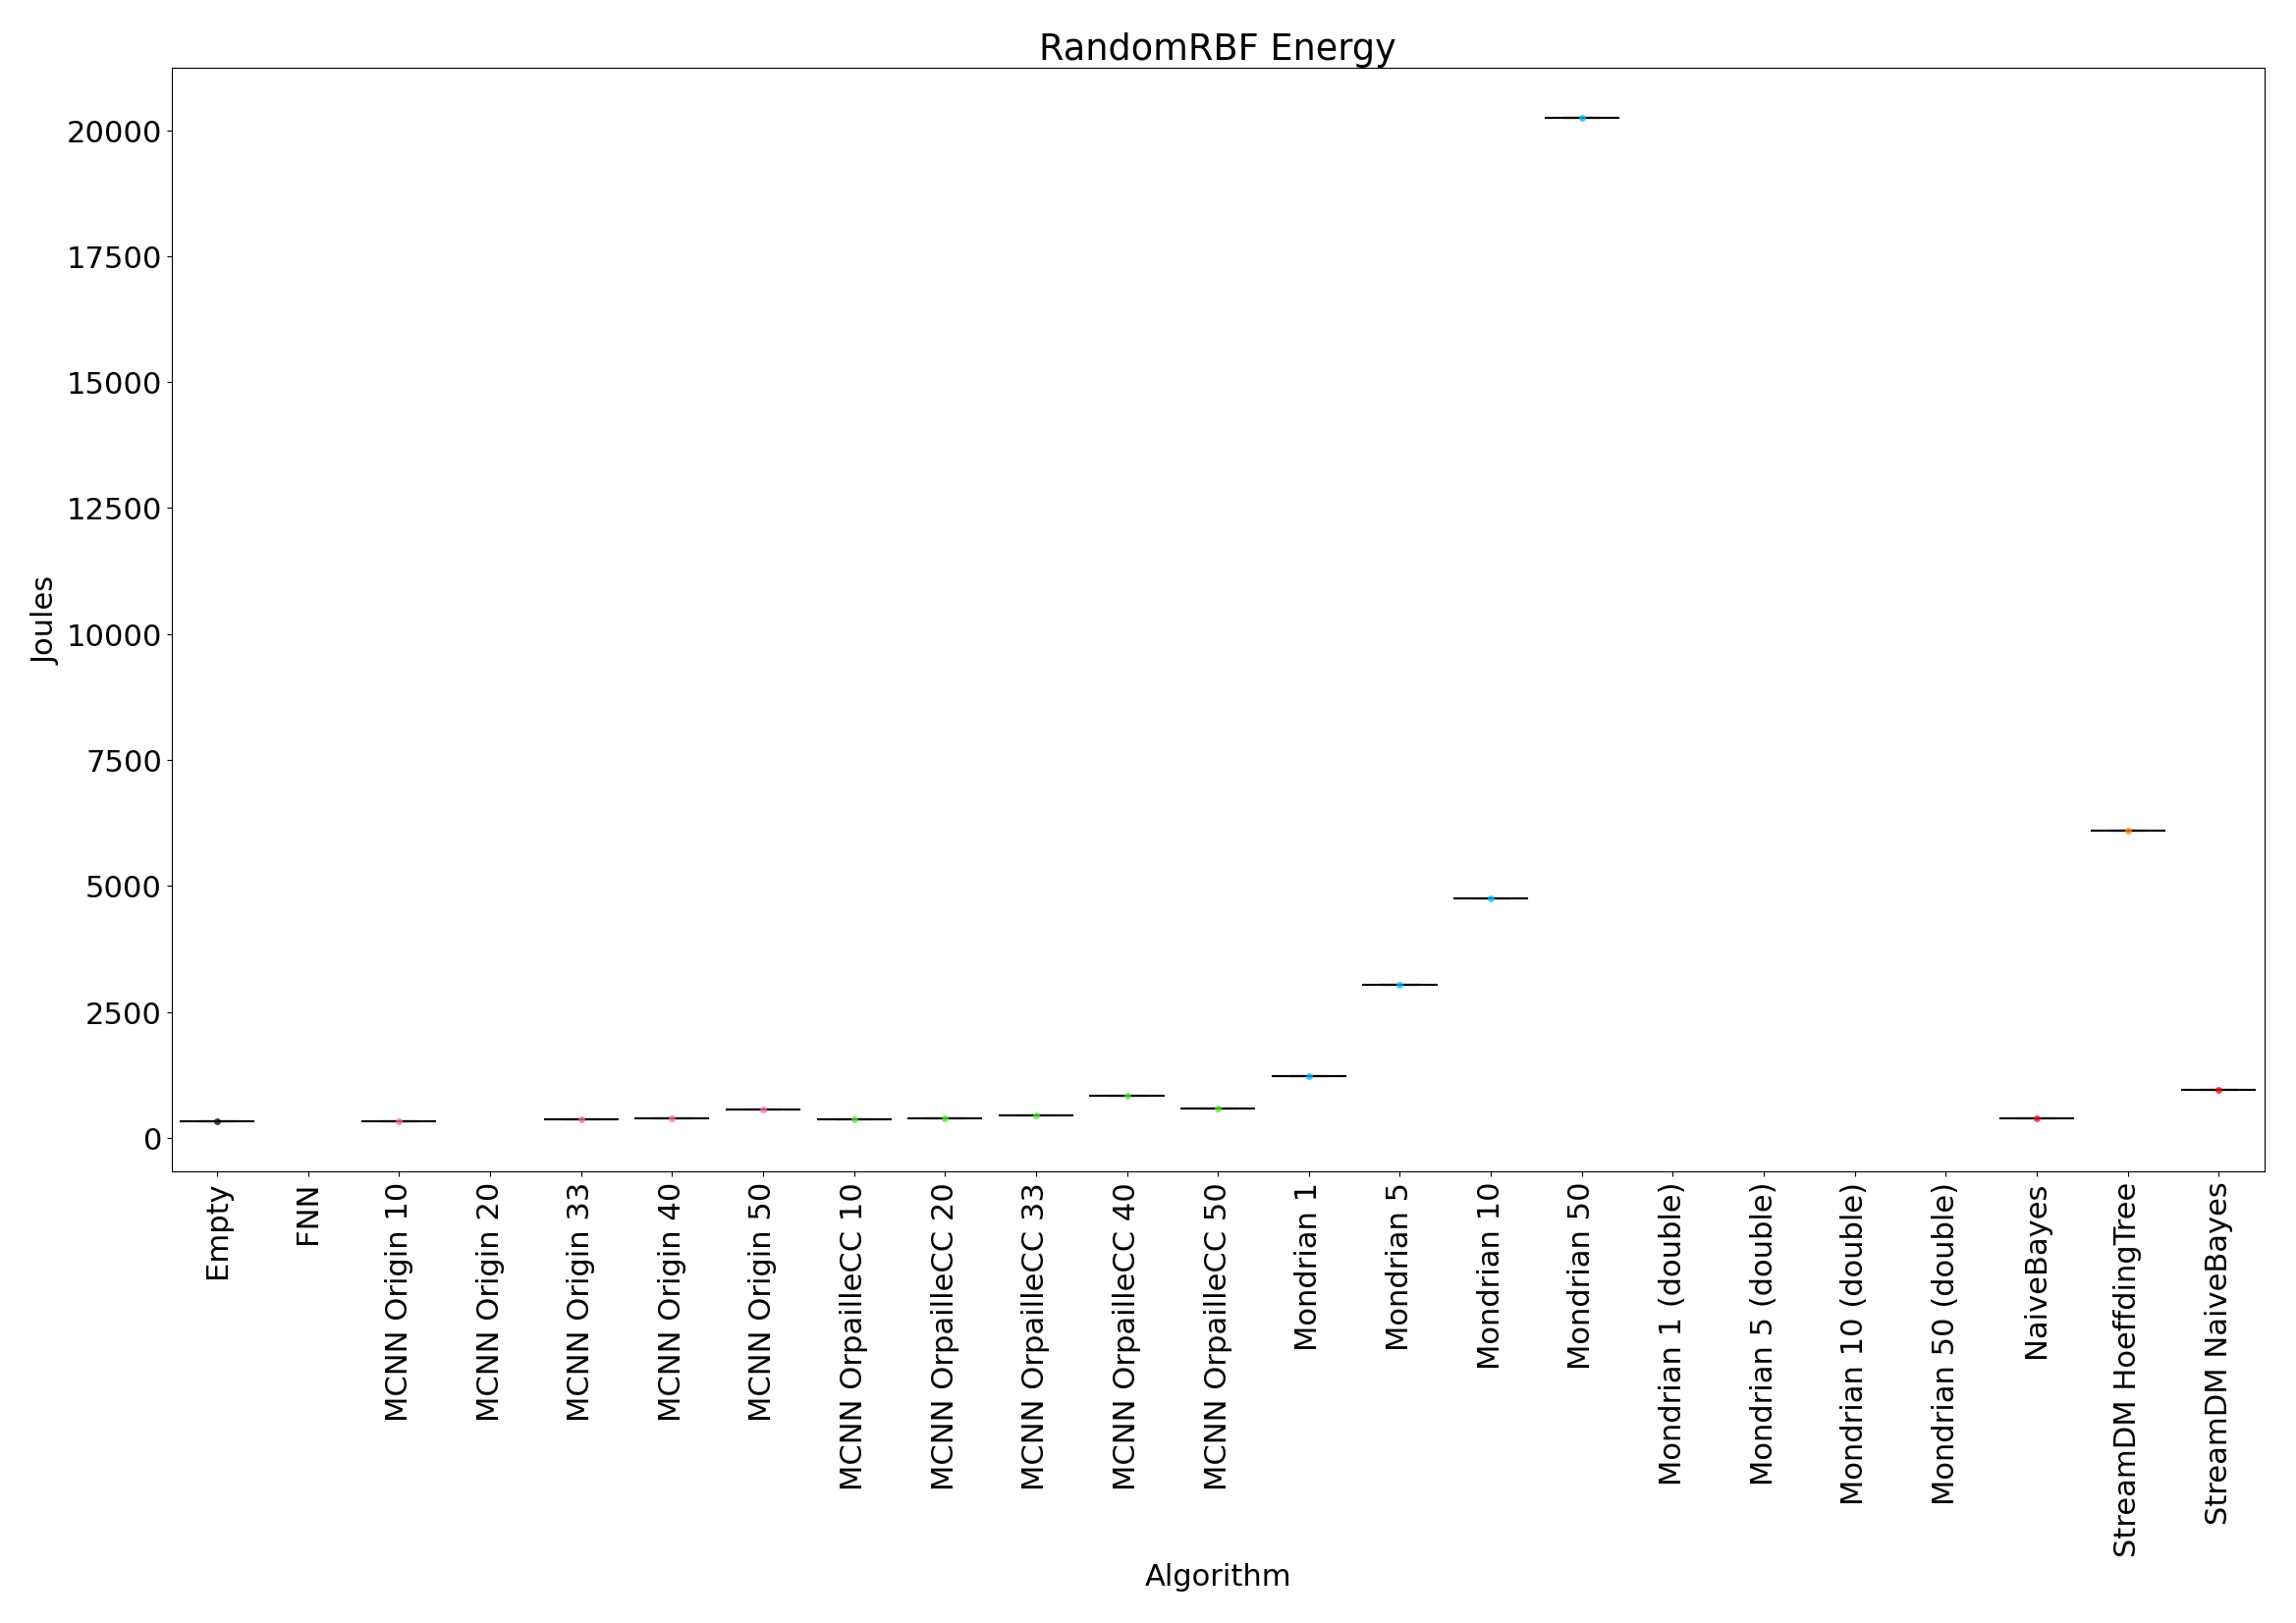 RandomRBF Energy
20000
17500
15000
12500
10000
7500
5000
2500
0
Joules
Empty
FNN
MCNN Origin 10
MCNN Origin 20
MCNN Origin 33
MCNN Origin 40
MCNN Origin 50
MCNN OrpailleCC 10
MCNN OrpailleCC 20
MCNN OrpailleCC 33
MCNN OrpailleCC 40
MCNN OrpailleCC 50
Mondrian 1
Mondrian 5
Mondrian 10
Mondrian 50
Mondrian 1 (double)
Mondrian 5 (double)
Mondrian 10 (double)
Mondrian 50 (double)
NaiveBayes
StreamDM HoeffdingTree
StreamDM NaiveBayes
Algorithm